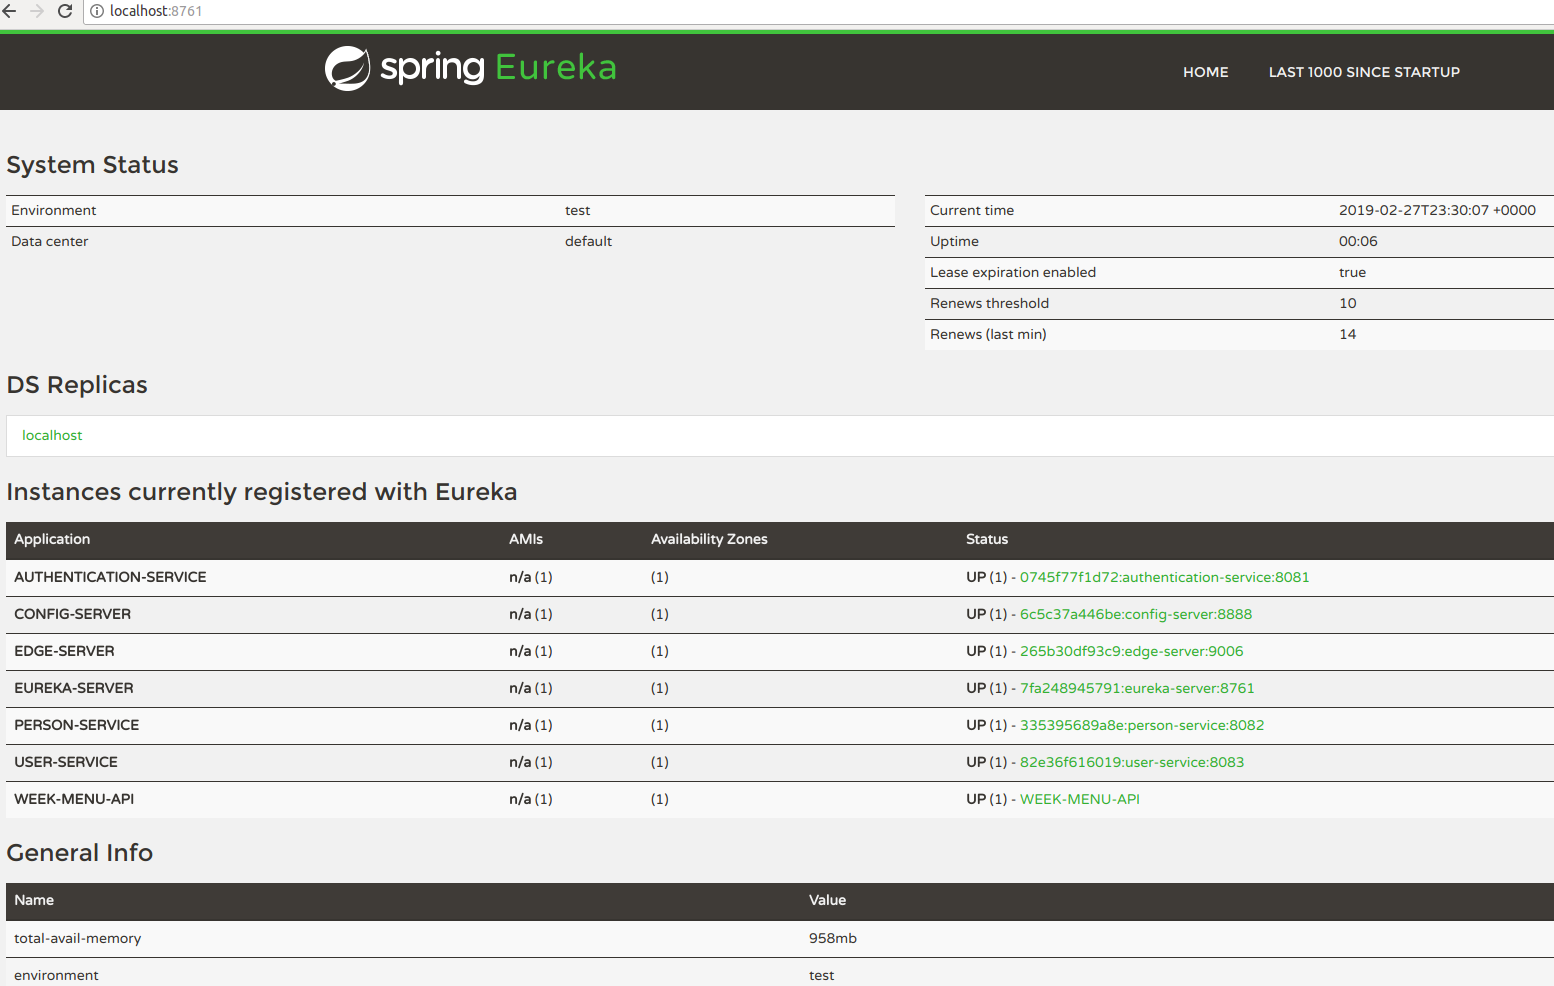 localhost:8761
spring Eureka
HOME LAST 1000 SINCE STARTUP
System Status
Environment test
Data center default
Current time 2019-02-27T23:30:07 +0000
Uptime 00:06
Lease expiration enabled true
Renews threshold 10
Renews (last min) 14
DS Replicas
localhost
Instances currently registered with Eureka
Application AMIs Availability Zones Status
AUTHENTICATION-SERVICE n/a (1) (1) UP (1) - 0745f77f1d72:authentication-service:8081
CONFIG-SERVER n/a (1) (1) UP (1) - 6c5c37a446be:config-server:8888
EDGE-SERVER n/a (1) (1) UP (1) - 265b30df93c9:edge-server:9006
EUREKA-SERVER n/a (1) (1) UP (1) - 7fa248945791:eureka-server:8761
PERSON-SERVICE n/a (1) (1) UP (1) - 335395689a8e:person-service:8082
USER-SERVICE n/a (1) (1) UP (1) - 82e36f616019:user-service:8083
WEEK-MENU-API n/a (1) (1) UP (1) - WEEK-MENU-API
General Info
Name Value
total-avail-memory 958mb
environment test